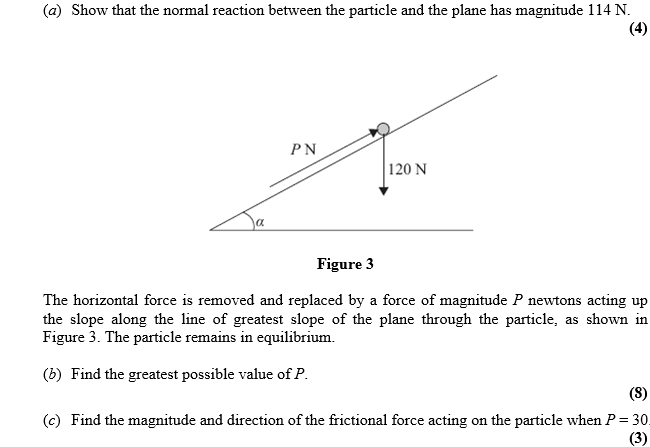 (a) Show that the normal reaction between the particle and the plane has magnitude 114 N.
(4)
P N
120 N
α
Figure 3
The horizontal force is removed and replaced by a force of magnitude P newtons acting up
the slope along the line of greatest slope of the plane through the particle, as shown in
Figure 3. The particle remains in equilibrium.
(b) Find the greatest possible value of P.
(8)
(c) Find the magnitude and direction of the frictional force acting on the particle when P = 30.
(3)